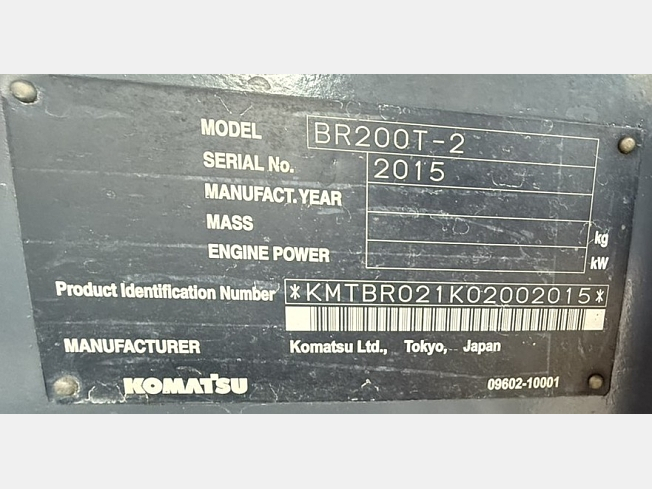 MODEL BR200T-2
SERIAL No. 2015
MANUFACT. YEAR
MASS kg
ENGINE POWER kW
Product Identification Number *KMTBR021K02002015*
MANUFACTURER Komatsu Ltd., Tokyo, Japan
KOMATSU 09602-10001